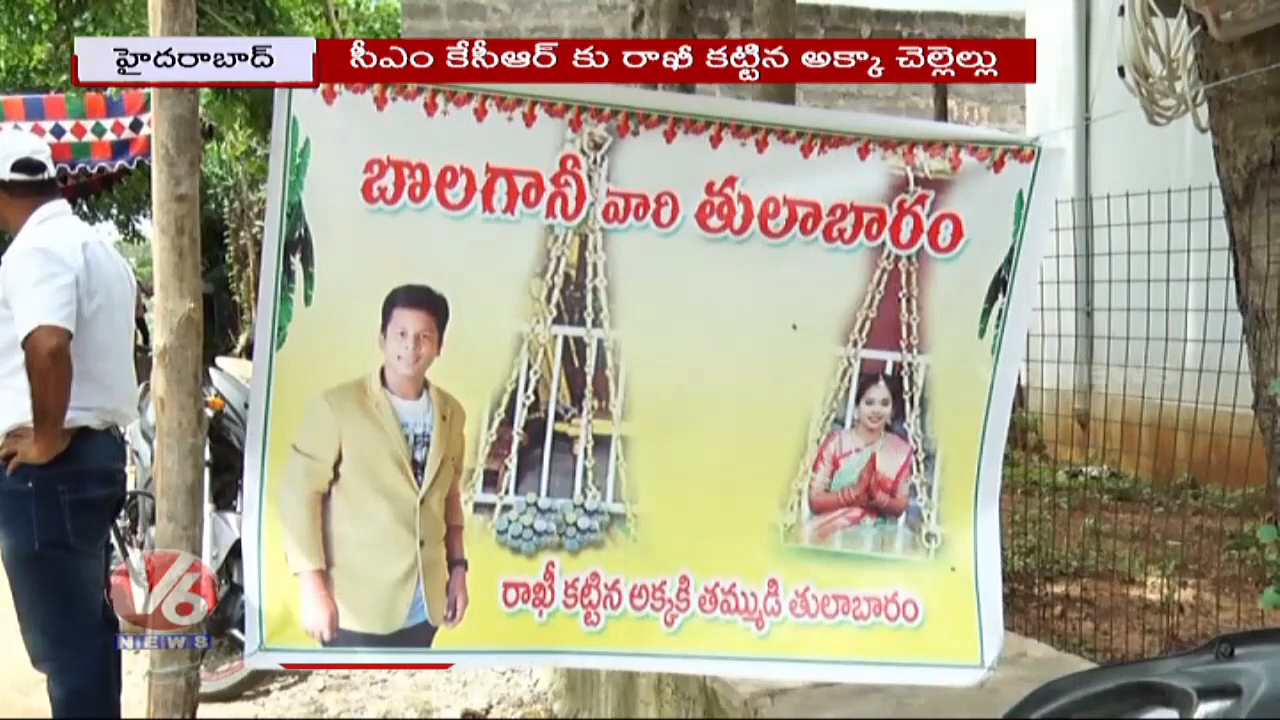 హైదరాబాద్
సీఎం కేసీఆర్ కు రాఖీ కట్టిన అక్కా చెల్లెల్లు
బొలగానీ వారి తులాబారం
రాఖీ కట్టిన అక్కకి తమ్ముడి తులాబారం
V6
NEWS